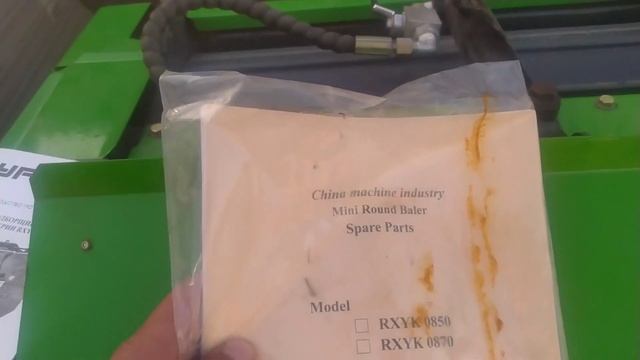 China machine industry
Mini Round Baler
Spare Parts
Model
□ RXYK 0850
□ RXYK 0870